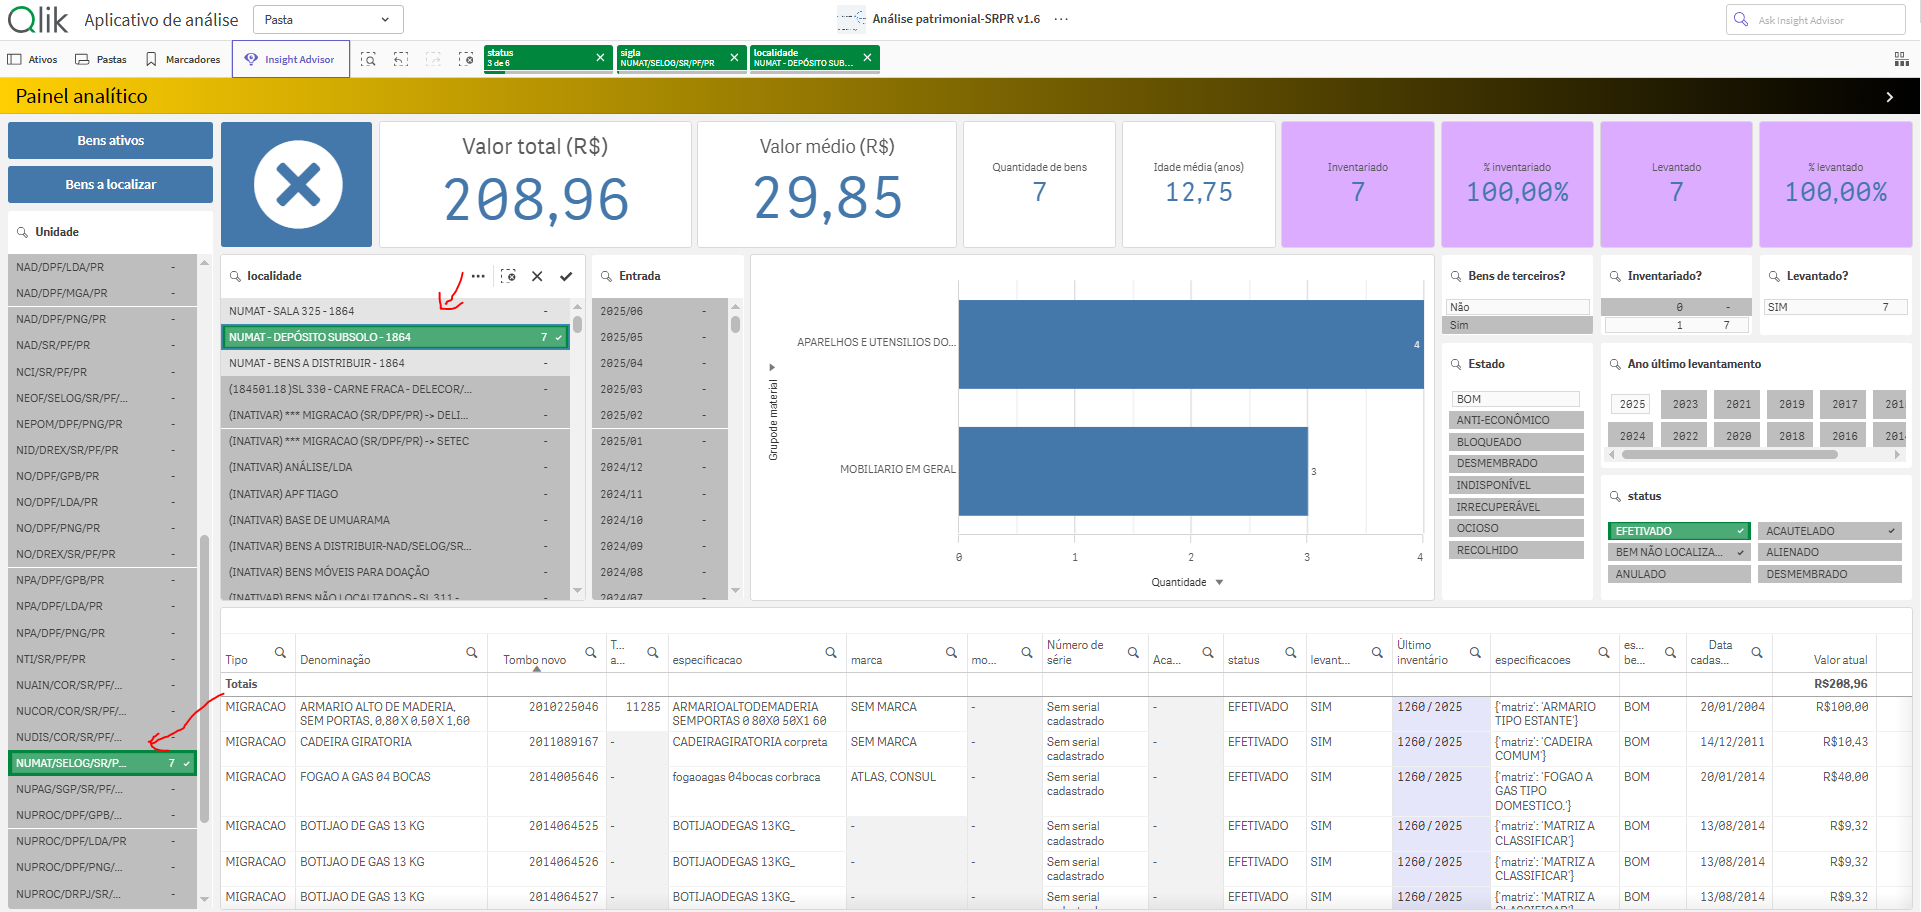 Qlik Aplicativo de análise Pasta Análise patrimonial-SRPR v1.6 ... Ask Insight Advisor
Ativos Pastas Marcadores Insight Advisor
status
3 de 6
sigla
NUMAT/SELOG/SR/PF/PR
localidade
NUMAT - DEPÓSITO SUB...
Painel analítico
Bens ativos
Bens a localizar
Valor total (R$)
208,96
Valor médio (R$)
29,85
Quantidade de bens
7
Idade média (anos)
12,75
Inventariado
7
% inventariado
100,00%
Levantado
7
% levantado
100,00%
Unidade
NAD/DPF/LDA/PR -
NAD/DPF/MGA/PR -
NAD/DPF/PNG/PR -
NAD/SR/PF/PR -
NCI/SR/PF/PR -
NEOF/SELOG/SR/PF/... -
NEPOM/DPF/PNG/PR -
NID/DREX/SR/PF/PR -
NO/DPF/GPB/PR -
NO/DPF/LDA/PR -
NO/DPF/PNG/PR -
NO/DREX/SR/PF/PR -
NPA/DPF/GPB/PR -
NPA/DPF/LDA/PR -
NPA/DPF/PNG/PR -
NTI/SR/PF/PR -
NUAIN/COR/SR/PF/... -
NUCOR/COR/SR/PF/... -
NUDIS/COR/SR/PF/... -
NUMAT/SELOG/SR/P... 7
NUPAG/SGP/SR/PF/... -
NUPROC/DPF/GPB/... -
NUPROC/DPF/LDA/PR -
NUPROC/DPF/PNG/... -
NUPROC/DRPJ/SR/... -
localidade
NUMAT - SALA 325 - 1864 -
NUMAT - DEPÓSITO SUBSOLO - 1864 7
NUMAT - BENS A DISTRIBUIR - 1864 -
(184501.18)SL 330 - CARNE FRACA - DELECOR/... -
(INATIVAR) *** MIGRACAO (SR/DPF/PR) -> DELI... -
(INATIVAR) *** MIGRACAO (SR/DPF/PR) -> SETEC -
(INATIVAR) ANÁLISE/LDA -
(INATIVAR) APF TIAGO -
(INATIVAR) BASE DE UMUARAMA -
(INATIVAR) BENS A DISTRIBUIR-NAD/SELOG/SR... -
(INATIVAR) BENS MÓVEIS PARA DOAÇÃO -
(INATIVAR) BENS NÃO LOCALIZADOS - SL 311 - -
Entrada
2025/06 -
2025/05 -
2025/04 -
2025/03 -
2025/02 -
2025/01 -
2024/12 -
2024/11 -
2024/10 -
2024/09 -
2024/08 -
2024/07 -
Grupo de material
APARELHOS E UTENSILIOS DO... 4
MOBILIARIO EM GERAL 3
0 1 2 3 4
Quantidade
Bens de terceiros?
Não
Sim
Inventariado?
0 -
1 7
Levantado?
SIM 7
Estado
BOM
ANTI-ECONÔMICO
BLOQUEADO
DESMEMBRADO
INDISPONÍVEL
IRRECUPERÁVEL
OCIOSO
RECOLHIDO
Ano último levantamento
2025 2023 2021 2019 2017 201
2024 2022 2020 2018 2016 201
status
EFETIVADO ACAUTELADO
BEM NÃO LOCALIZA... ALIENADO
ANULADO DESMEMBRADO
Tipo Denominação Tombo novo T... a... especificacao marca mo... Número de série Aca... status levant... Último inventário especificacoes es... be... Data cadas... Valor atual
Totais R$208,96
MIGRACAO ARMARIO ALTO DE MADERIA, SEM PORTAS, 0,80 X 0,50 X 1,60 2010225046 11285 ARMARIOALTODEMADERIA SEMPORTAS 0 80X0 50X1 60 SEM MARCA - Sem serial cadastrado - EFETIVADO SIM 1260 / 2025 {'matriz': 'ARMARIO TIPO ESTANTE'} BOM 20/01/2004 R$100,00
MIGRACAO CADEIRA GIRATORIA 2011089167 - CADEIRAGIRATORIA corpreta SEM MARCA - Sem serial cadastrado - EFETIVADO SIM 1260 / 2025 {'matriz': 'CADEIRA COMUM'} BOM 14/12/2011 R$10,43
MIGRACAO FOGAO A GAS 04 BOCAS 2014005646 - fogaoagas 04bocas corbraca ATLAS, CONSUL - Sem serial cadastrado - EFETIVADO SIM 1260 / 2025 {'matriz': 'FOGAO A GAS TIPO DOMESTICO.'} BOM 20/01/2014 R$40,00
MIGRACAO BOTIJAO DE GAS 13 KG 2014064525 - BOTIJAODEGAS 13KG_ - - Sem serial cadastrado - EFETIVADO SIM 1260 / 2025 {'matriz': 'MATRIZ A CLASSIFICAR'} BOM 13/08/2014 R$9,32
MIGRACAO BOTIJAO DE GAS 13 KG 2014064526 - BOTIJAODEGAS 13KG_ - - Sem serial cadastrado - EFETIVADO SIM 1260 / 2025 {'matriz': 'MATRIZ A CLASSIFICAR'} BOM 13/08/2014 R$9,32
MIGRACAO BOTIJAO DE GAS 13 KG 2014064527 - BOTIJAODEGAS 13KG_ - - Sem serial cadastrado - EFETIVADO SIM 1260 / 2025 {'matriz': 'MATRIZ A BOM 13/08/2014 R$9,32